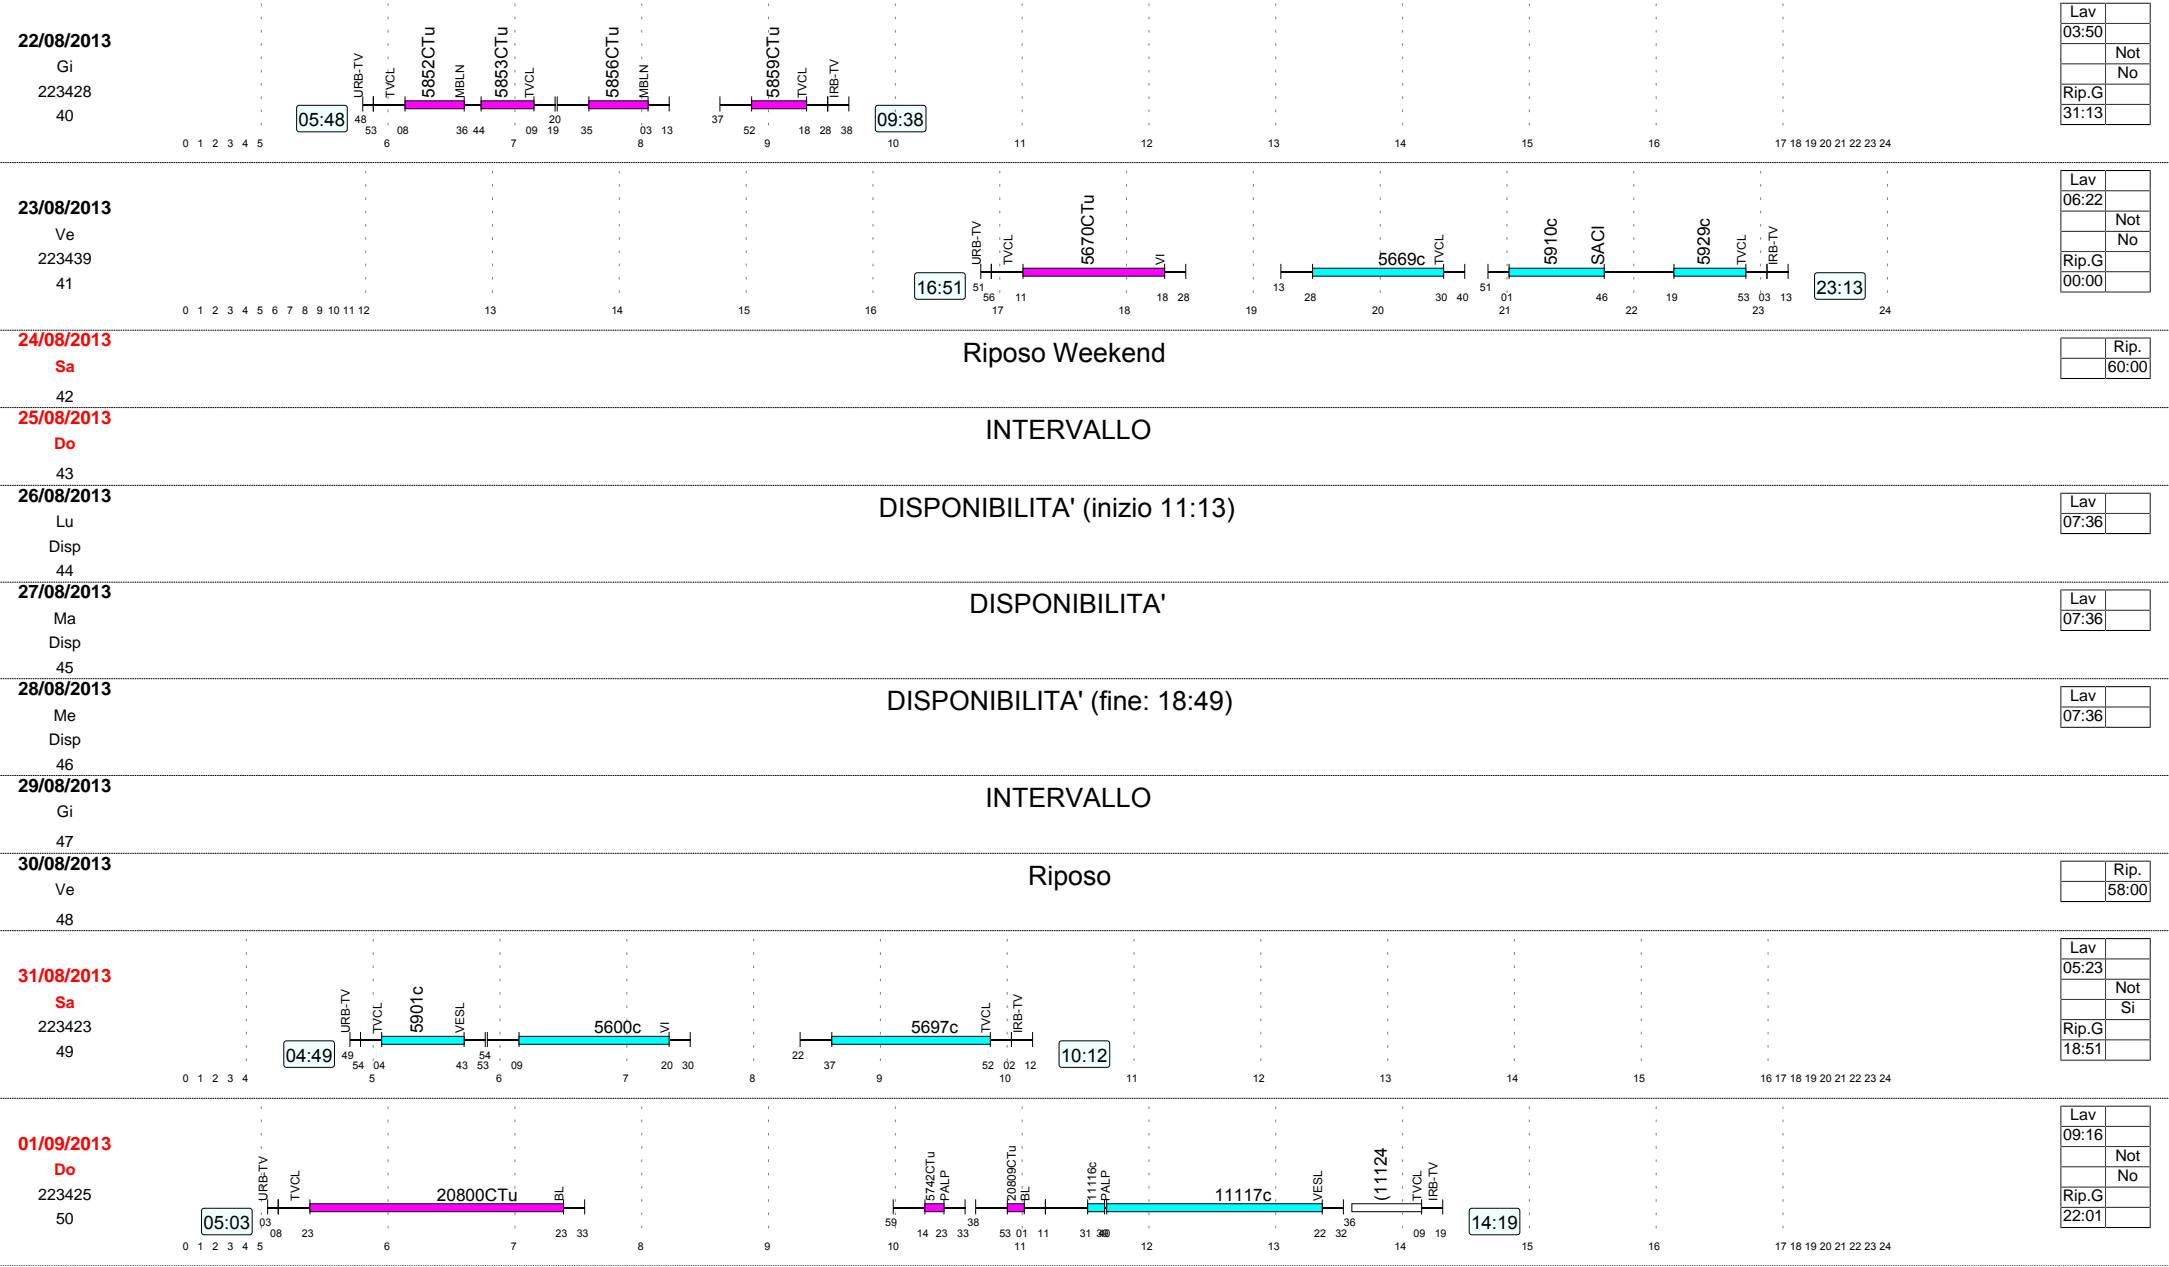 22/08/2013
Gi
223428
40
05:48
URB-TV TVCL 5852CTu MBLN 5853CTu TVCL 5856CTu MBLN 5859CTu TVCL IRB-TV
48 53 08 36 44 09 19 20 35 03 13 37 52 18 28 38
09:38
0 1 2 3 4 5 6 7 8 9 10 11 12 13 14 15 16 17 18 19 20 21 22 23 24
Lav
03:50
Not
No
Rip.G
31:13
23/08/2013
Ve
223439
41
16:51
URB-TV TVCL 5670CTu VI 5669c TVCL 5910c SACI 5929c TVCL IRB-TV
51 56 11 18 28 13 28 30 40 51 01 46 19 53 03 13
23:13
0 1 2 3 4 5 6 7 8 9 10 11 12 13 14 15 16 17 18 19 20 21 22 23 24
Lav
06:22
Not
No
Rip.G
00:00
24/08/2013
Sa
42
Riposo Weekend
Rip.
60:00
25/08/2013
Do
43
INTERVALLO
26/08/2013
Lu
Disp
44
DISPONIBILITA' (inizio 11:13)
Lav
07:36
27/08/2013
Ma
Disp
45
DISPONIBILITA'
Lav
07:36
28/08/2013
Me
Disp
46
DISPONIBILITA' (fine: 18:49)
Lav
07:36
29/08/2013
Gi
47
INTERVALLO
30/08/2013
Ve
48
Riposo
Rip.
58:00
31/08/2013
Sa
223423
49
04:49
URB-TV TVCL 5901c VESL 5600c VI 5697c TVCL IRB-TV
49 54 04 43 53 54 09 20 30 22 37 52 02 12
10:12
0 1 2 3 4 5 6 7 8 9 10 11 12 13 14 15 16 17 18 19 20 21 22 23 24
Lav
05:23
Not
Si
Rip.G
18:51
01/09/2013
Do
223425
50
05:03
URB-TV TVCL 20800CTu BL 5742CTu PALP 20809CTu BL 11116c PALP 11117c VESL (11124 TVCL IRB-TV
03 08 23 23 33 59 14 23 33 38 53 01 11 31 40 22 32 36 09 19
14:19
0 1 2 3 4 5 6 7 8 9 10 11 12 13 14 15 16 17 18 19 20 21 22 23 24
Lav
09:16
Not
No
Rip.G
22:01